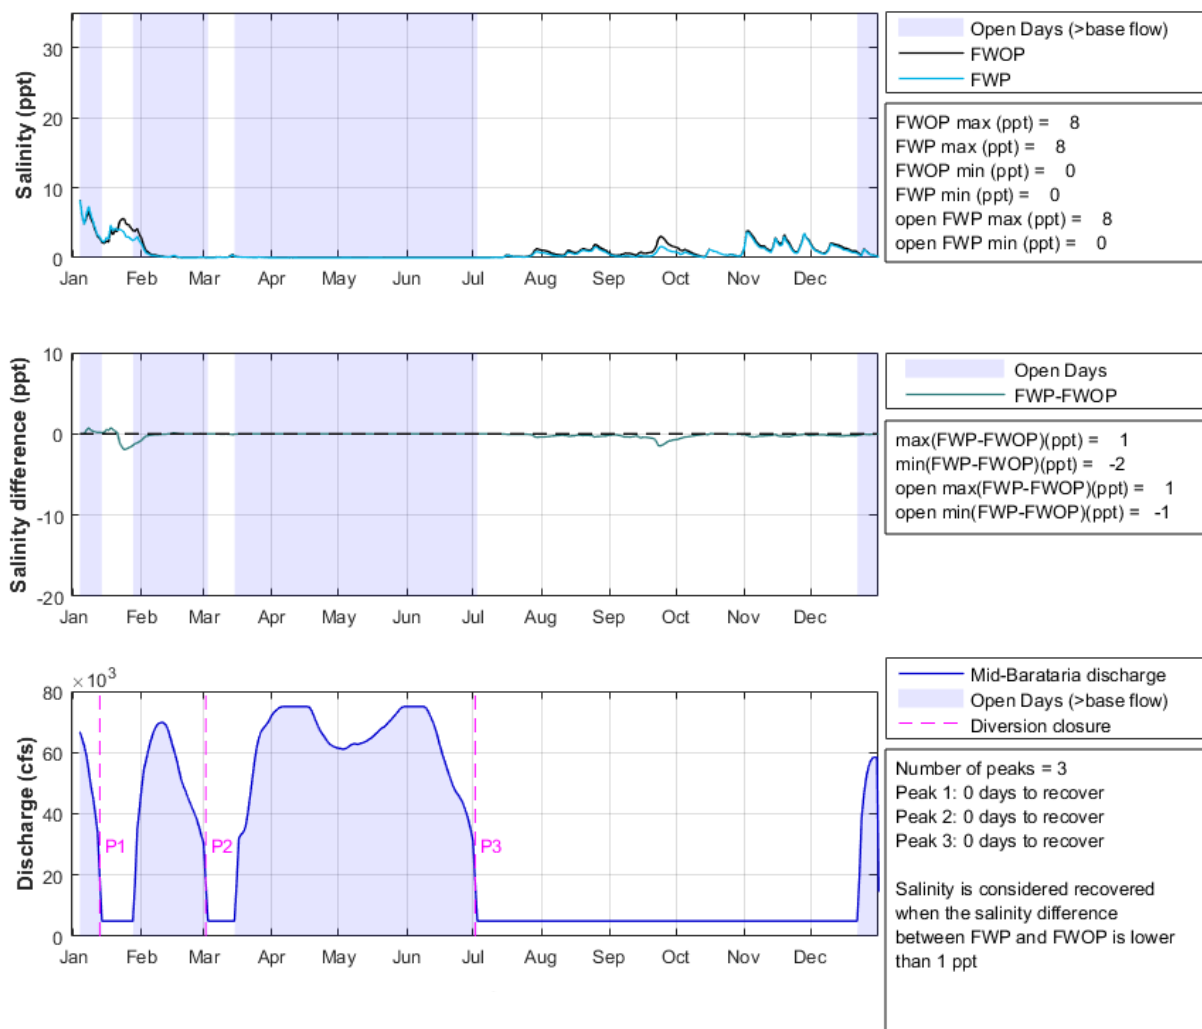 Salinity (ppt)
30
20
10
0
Jan Feb Mar Apr May Jun Jul Aug Sep Oct Nov Dec
Open Days (>base flow)
FWOP
FWP
FWOP max (ppt) = 8
FWP max (ppt) = 8
FWOP min (ppt) = 0
FWP min (ppt) = 0
open FWP max (ppt) = 8
open FWP min (ppt) = 0
Salinity difference (ppt)
10
0
-10
-20
Jan Feb Mar Apr May Jun Jul Aug Sep Oct Nov Dec
Open Days
FWP-FWOP
max(FWP-FWOP)(ppt) = 1
min(FWP-FWOP)(ppt) = -2
open max(FWP-FWOP)(ppt) = 1
open min(FWP-FWOP)(ppt) = -1
Discharge (cfs)
×10³
80
60
40
20
0
P1 P2 P3
Jan Feb Mar Apr May Jun Jul Aug Sep Oct Nov Dec
Mid-Barataria discharge
Open Days (>base flow)
Diversion closure
Number of peaks = 3
Peak 1: 0 days to recover
Peak 2: 0 days to recover
Peak 3: 0 days to recover
Salinity is considered recovered
when the salinity difference
between FWP and FWOP is lower
than 1 ppt